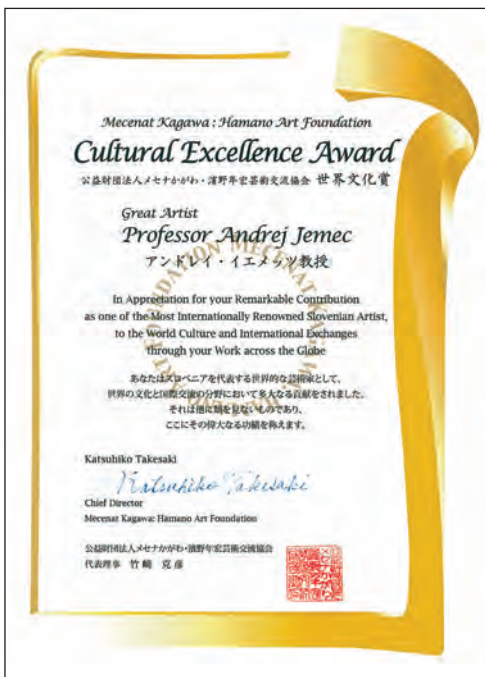 Mecenat Kagawa : Hamano Art Foundation
Cultural Excellence Award
公益財団法人メセナかがわ・濱野年宏芸術交流協会 世界文化賞
Great Artist
Professor Andrej Jemec
アンドレイ・イエメッツ教授
In Appreciation for your Remarkable Contribution
as one of the Most Internationally Renowned Slovenian Artist,
to the World Culture and International Exchanges
through your Work across the Globe
あなたはスロベニアを代表する世界的な芸術家として、
世界の文化と国際交流の分野において多大なる貢献をされました。
それは他に類を見ないものであり、
ここにその偉大なる功績を称えます。
Katsuhiko Takesaki
Katsuhiko Takesaki
Chief Director
Mecenat Kagawa: Hamano Art Foundation
公益財団法人メセナかがわ・濱野年宏芸術交流協会
代表理事 竹﨑 克彦